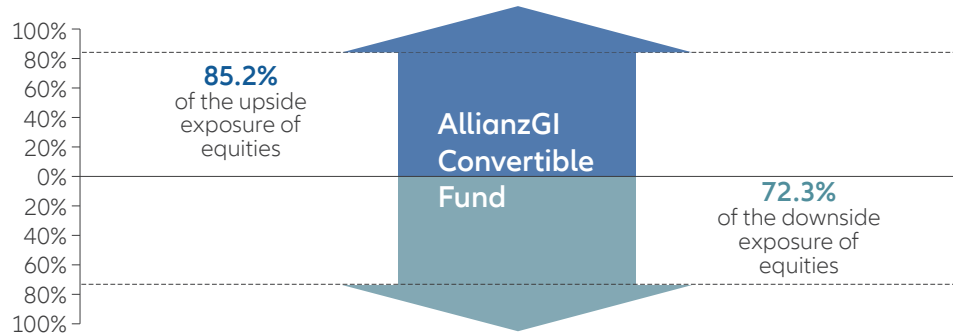 100%
80%
60%
40%
20%
0%
20%
40%
60%
80%
100%
85.2%
of the upside
exposure of
equities
AllianzGI
Convertible
Fund
72.3%
of the downside
exposure of
equities